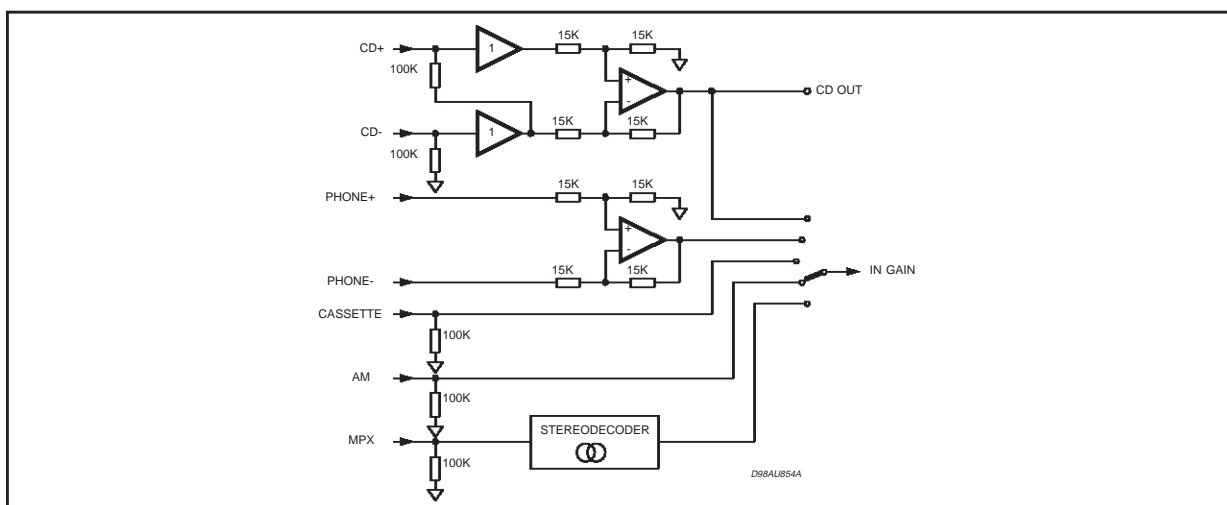 15K
15K
CD+
1
100K
+
-
CD OUT
15K
15K
CD-
1
100K
15K
15K
PHONE+
+
-
IN GAIN
15K
15K
PHONE-
CASSETTE
100K
AM
100K
STEREODECODER
MPX
100K
D98AU854A